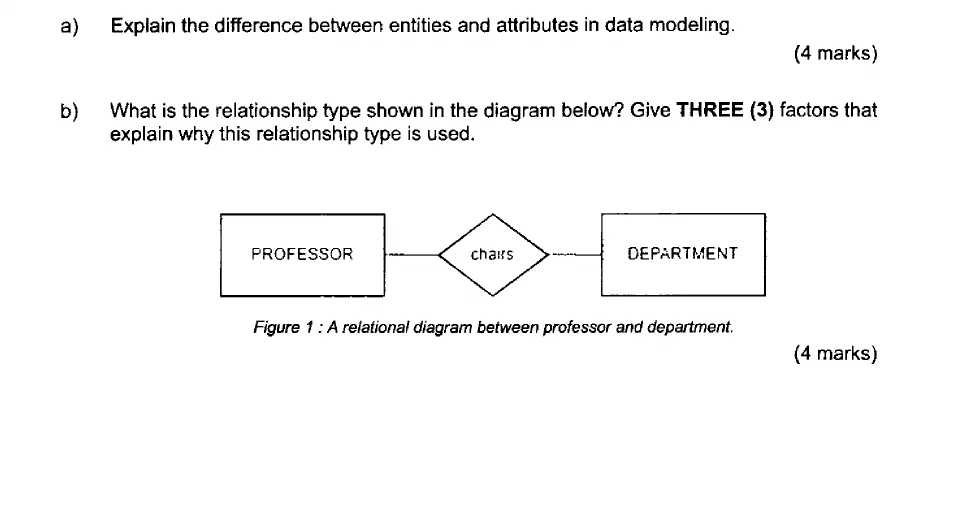 a) Explain the difference between entities and attributes in data modeling.
(4 marks)
b) What is the relationship type shown in the diagram below? Give THREE (3) factors that
explain why this relationship type is used.
PROFESSOR chairs DEPARTMENT
Figure 1 : A relational diagram between professor and department.
(4 marks)